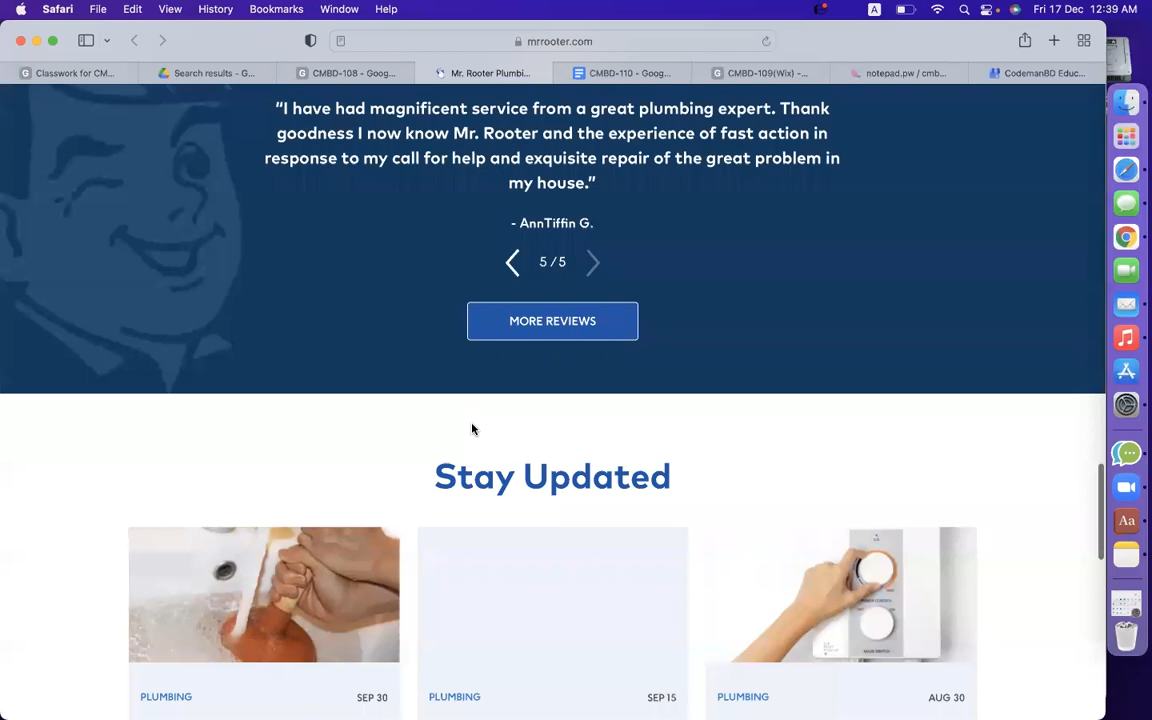 Safari File Edit View History Bookmarks Window Help A Fri 17 Dec 12:39 AM
mrrooter.com
Classwork for CM... Search results - G... CMBD-108 - Goog... Mr. Rooter Plumbi... CMBD-110 - Goog... CMBD-109(Wix) -... notepad.pw / cmb... CodemanBD Educ...
“I have had magnificent service from a great plumbing expert. Thank
goodness I now know Mr. Rooter and the experience of fast action in
response to my call for help and exquisite repair of the great problem in
my house.”
- AnnTiffin G.
5 / 5
MORE REVIEWS
Stay Updated
PLUMBING SEP 30 PLUMBING SEP 15 PLUMBING AUG 30